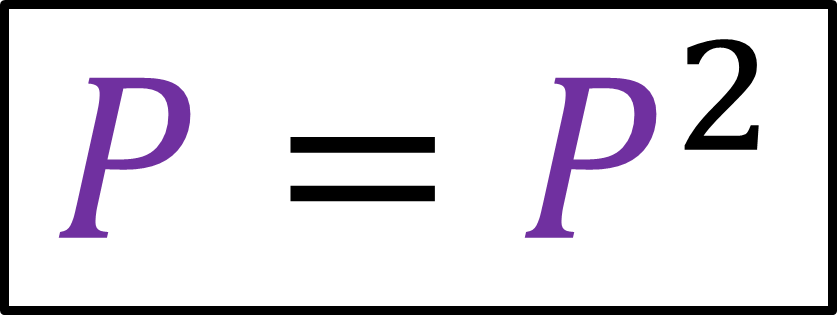 P = P²